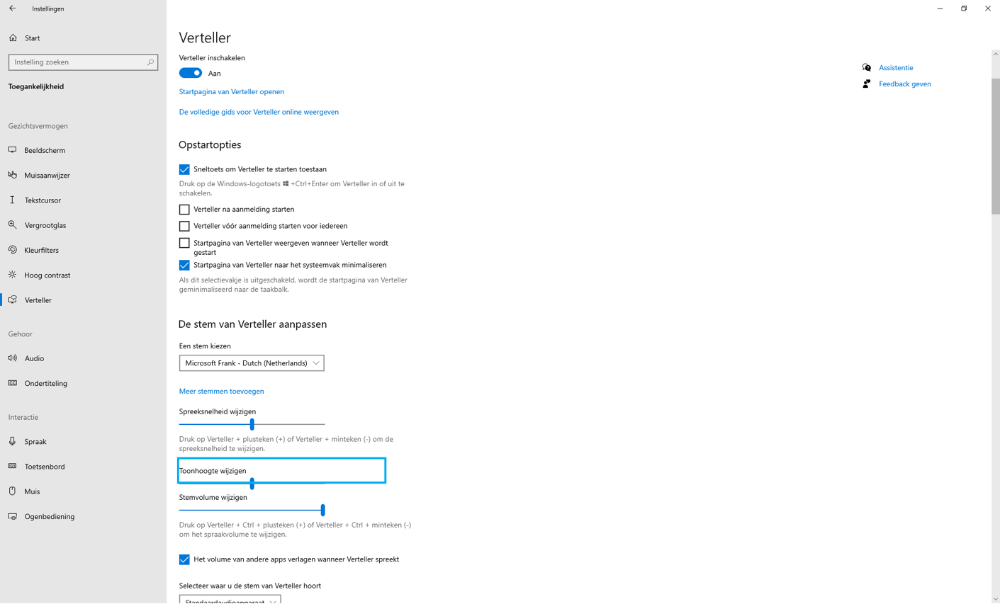 Instellingen
Start
Instelling zoeken
Toegankelijkheid
Gezichtsvermogen
Beeldscherm
Muisaanwijzer
Tekstcursor
Vergrootglas
Kleurfilters
Hoog contrast
Verteller
Gehoor
Audio
Ondertiteling
Interactie
Spraak
Toetsenbord
Muis
Ogenbediening
Verteller
Verteller inschakelen
Aan
Startpagina van Verteller openen
De volledige gids voor Verteller online weergeven
Opstartopties
Sneltoets om Verteller te starten toestaan
Druk op de Windows-logotoets +Ctrl+Enter om Verteller in of uit te
schakelen.
Verteller na aanmelding starten
Verteller vóór aanmelding starten voor iedereen
Startpagina van Verteller weergeven wanneer Verteller wordt
gestart
Startpagina van Verteller naar het systeemvak minimaliseren
Als dit selectievakje is uitgeschakeld, wordt de startpagina van Verteller
geminimaliseerd naar de taakbalk.
De stem van Verteller aanpassen
Een stem kiezen
Microsoft Frank - Dutch (Netherlands)
Meer stemmen toevoegen
Spreeksnelheid wijzigen
Druk op Verteller + plusteken (+) of Verteller + minteken (-) om de
spreeksnelheid te wijzigen.
Toonhoogte wijzigen
Stemvolume wijzigen
Druk op Verteller + Ctrl + plusteken (+) of Verteller + Ctrl + minteken (-)
om het spraakvolume te wijzigen.
Het volume van andere apps verlagen wanneer Verteller spreekt
Selecteer waar u de stem van Verteller hoort
Standaardaudioapparaat
Assistentie
Feedback geven